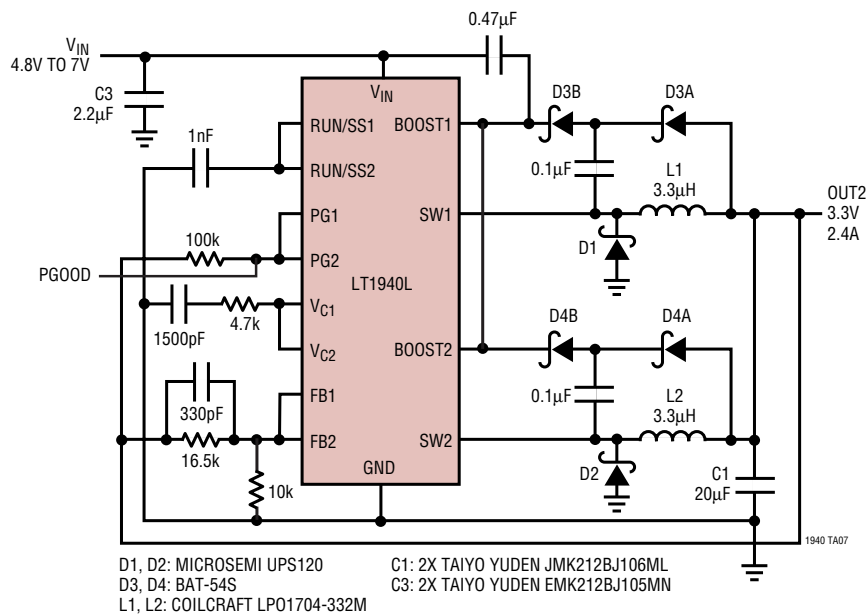 0.47µF
VIN
4.8V TO 7V
C3
2.2µF
VIN
D3B
D3A
RUN/SS1
BOOST1
1nF
RUN/SS2
0.1µF
L1
3.3µH
OUT2
3.3V
2.4A
PG1
SW1
100k
D1
PGOOD
PG2
LT1940L
VC1
1500pF
4.7k
D4B
D4A
VC2
BOOST2
330pF
FB1
0.1µF
L2
3.3µH
16.5k
FB2
SW2
10k
GND
D2
C1
20µF
1940 TA07
D1, D2: MICROSEMI UPS120
D3, D4: BAT-54S
L1, L2: COILCRAFT LPO1704-332M
C1: 2X TAIYO YUDEN JMK212BJ106ML
C3: 2X TAIYO YUDEN EMK212BJ105MN